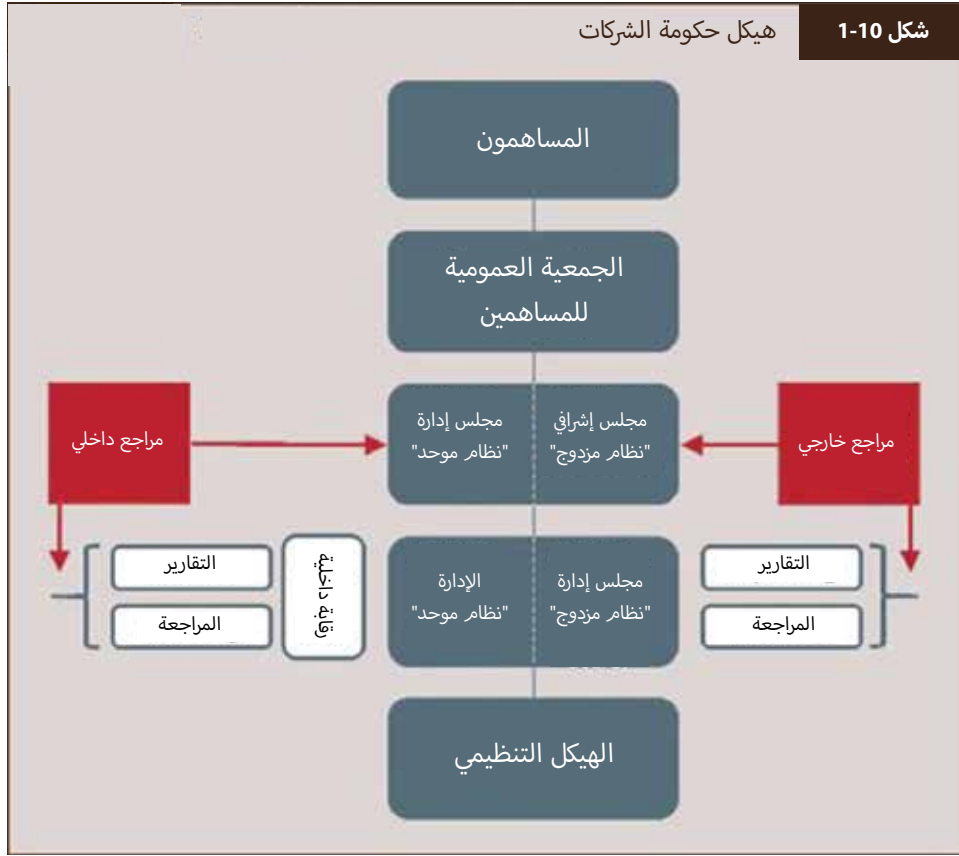 شكل 10-1
هيكل حكومة الشركات
المساهمون
الجمعية العمومية
للمساهمين
مراجع خارجي
مجلس إشرافي
"نظام مزدوج"
مجلس إدارة
"نظام موحد"
مراجع داخلي
التقارير
المراجعة
مجلس إدارة
"نظام مزدوج"
الإدارة
"نظام موحد"
رقابة داخلية
التقارير
المراجعة
الهيكل التنظيمي